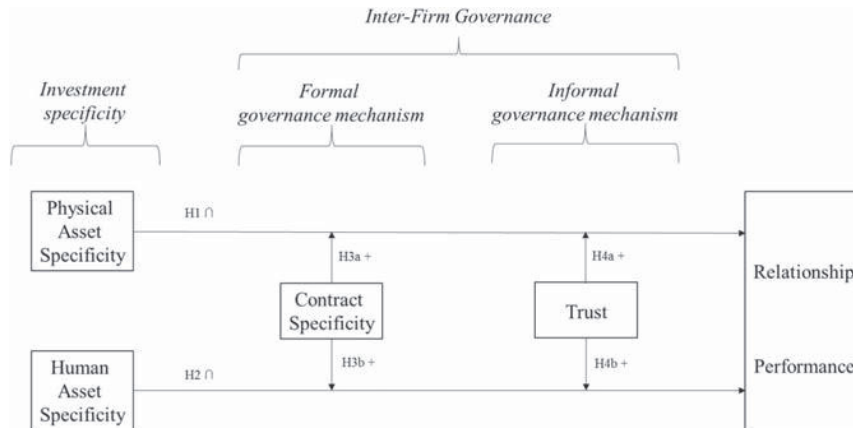 Inter-Firm Governance
Investment
specificity
Formal
governance mechanism
Informal
governance mechanism
Physical
Asset
Specificity
H1 ∩
H3a +
H4a +
Contract
Specificity
Trust
Relationship
H3b +
H4b +
Human
Asset
Specificity
H2 ∩
Performance